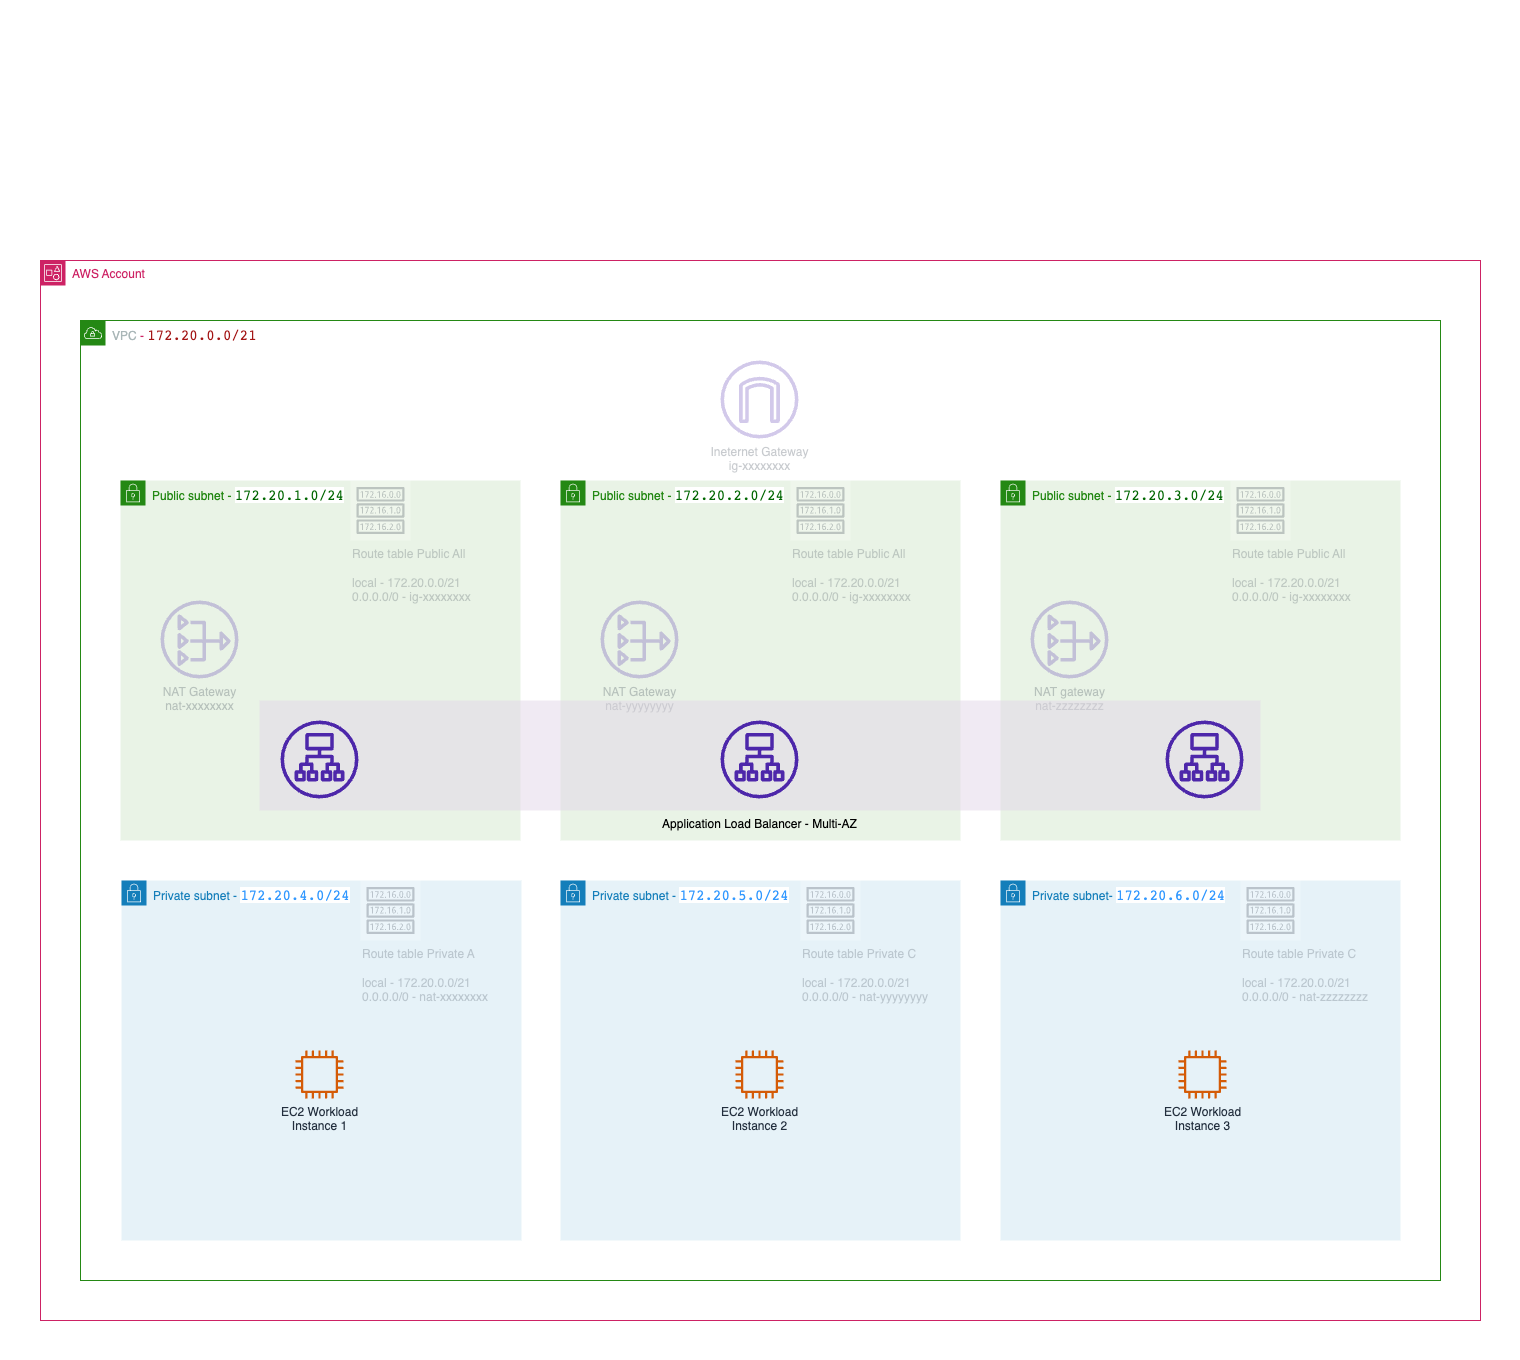 AWS Account
VPC - 172.20.0.0/21
Ineternet Gateway
ig-xxxxxxxx
Public subnet - 172.20.1.0/24
172.16.0.0
172.16.1.0
172.16.2.0
Route table Public All
local - 172.20.0.0/21
0.0.0.0/0 - ig-xxxxxxxx
NAT Gateway
nat-xxxxxxxx
Public subnet - 172.20.2.0/24
172.16.0.0
172.16.1.0
172.16.2.0
Route table Public All
local - 172.20.0.0/21
0.0.0.0/0 - ig-xxxxxxxx
NAT Gateway
nat-yyyyyyyy
Public subnet - 172.20.3.0/24
172.16.0.0
172.16.1.0
172.16.2.0
Route table Public All
local - 172.20.0.0/21
0.0.0.0/0 - ig-xxxxxxxx
NAT gateway
nat-zzzzzzzz
Application Load Balancer - Multi-AZ
Private subnet - 172.20.4.0/24
172.16.0.0
172.16.1.0
172.16.2.0
Route table Private A
local - 172.20.0.0/21
0.0.0.0/0 - nat-xxxxxxxx
EC2 Workload
Instance 1
Private subnet - 172.20.5.0/24
172.16.0.0
172.16.1.0
172.16.2.0
Route table Private C
local - 172.20.0.0/21
0.0.0.0/0 - nat-yyyyyyyy
EC2 Workload
Instance 2
Private subnet- 172.20.6.0/24
172.16.0.0
172.16.1.0
172.16.2.0
Route table Private C
local - 172.20.0.0/21
0.0.0.0/0 - nat-zzzzzzzz
EC2 Workload
Instance 3